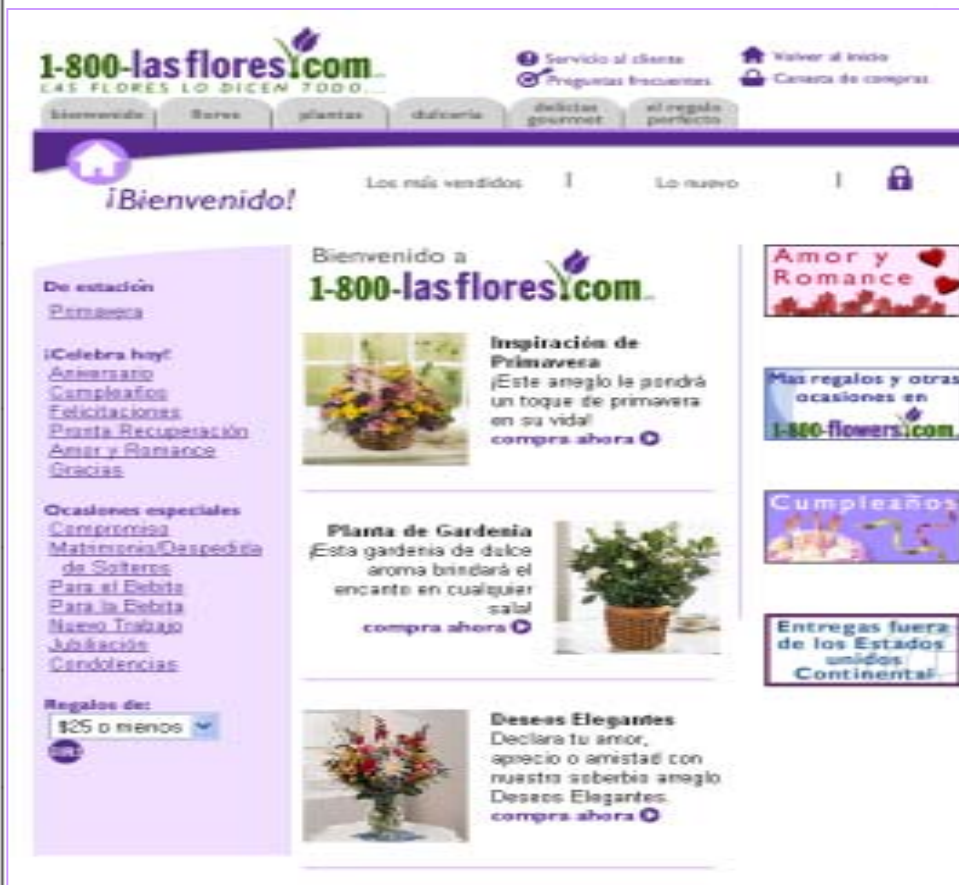 1-800-lasflores.com
LAS FLORES LO DICEN TODO...
Servicio al cliente
Preguntas frecuentes
Volver al inicio
Canasta de compras
bienvenido
flores
plantas
dulcería
delicias gourmet
el regalo perfecto
¡Bienvenido!
Los más vendidos | Lo nuevo |
De estación
Primavera
¡Celebra hoy!
Aniversario
Cumpleaños
Felicitaciones
Pronta Recuperación
Amor y Romance
Gracias
Ocasiones especiales
Compromiso
Matrimonio/Despedida
de Solteros
Para el Bebito
Para la Bebita
Nuevo Trabajo
Jubilación
Condolencias
Regalos de:
$25 o menos
Bienvenido a
1-800-lasflores.com
Inspiración de
Primavera
¡Este arreglo le pondrá
un toque de primavera
en su vida!
compra ahora
Planta de Gardenia
¡Esta gardenia de dulce
aroma brindará el
encanto en cualquier
sala!
compra ahora
Deseos Elegantes
Declara tu amor,
aprecio o amistad con
nuestro soberbio arreglo
Deseos Elegantes.
compra ahora
Amor y
Romance
Mas regalos y otras
ocasiones en
1-800-flowers.com
Cumpleaños
Entregas fuera
de los Estados
unidos
Continental